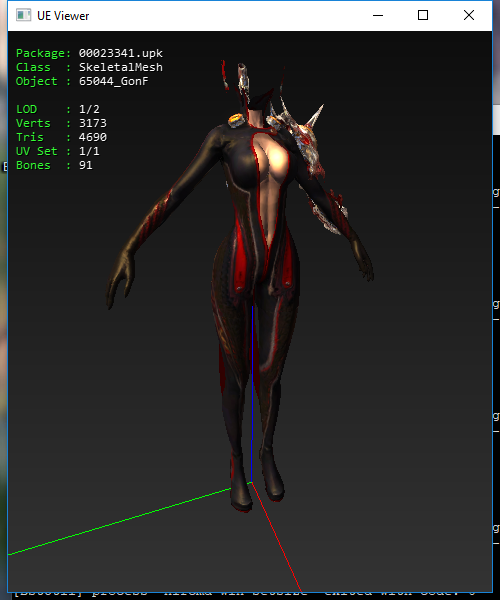 UE Viewer
Package: 00023341.upk
Class : SkeletalMesh
Object : 65044_GonF
LOD : 1/2
Verts : 3173
Tris : 4690
UV Set : 1/1
Bones : 91